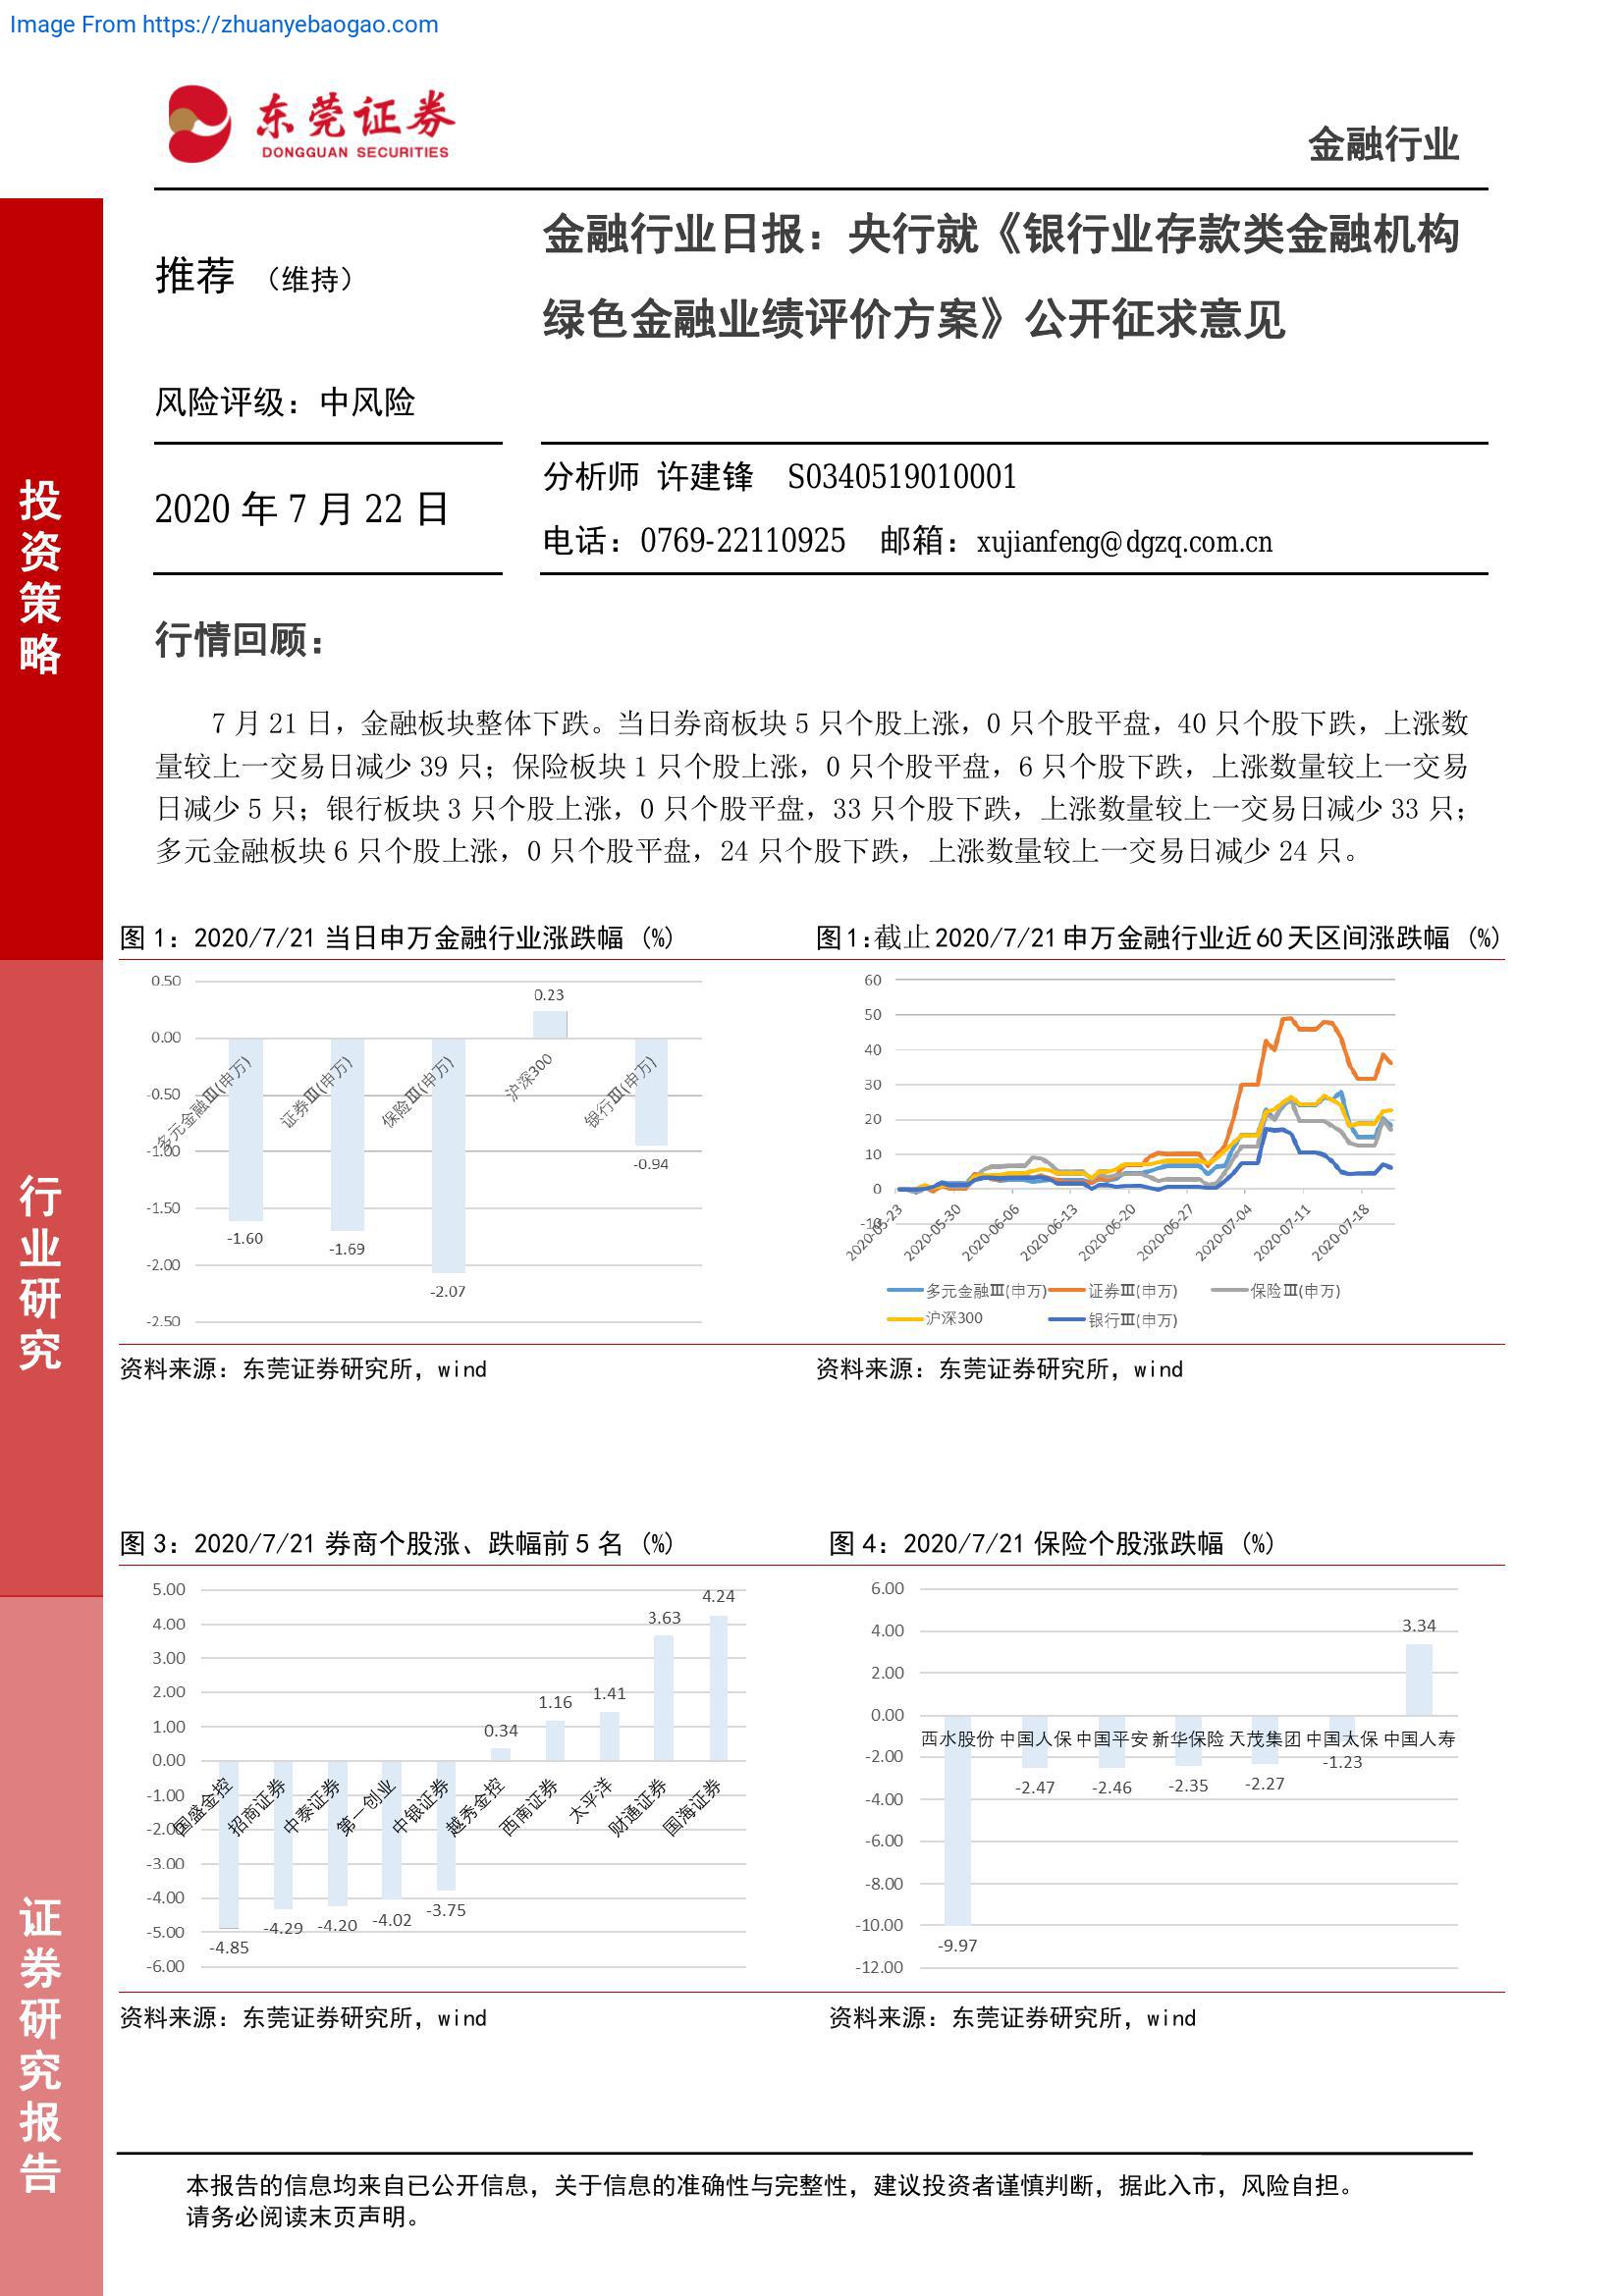 Image From https://zhuanyebaogao.com
东莞证券
DONGGUAN SECURITIES
金融行业
推荐 （维持）
金融行业日报：央行就《银行业存款类金融机构
绿色金融业绩评价方案》公开征求意见
风险评级：中风险
2020 年 7 月 22 日
分析师 许建锋 S0340519010001
电话：0769-22110925 邮箱：xujianfeng@dgzq.com.cn
投资策略
行业研究
证券研究报告
行情回顾：
7 月 21 日，金融板块整体下跌。当日券商板块 5 只个股上涨，0 只个股平盘，40 只个股下跌，上涨数
量较上一交易日减少 39 只；保险板块 1 只个股上涨，0 只个股平盘，6 只个股下跌，上涨数量较上一交易
日减少 5 只；银行板块 3 只个股上涨，0 只个股平盘，33 只个股下跌，上涨数量较上一交易日减少 33 只；
多元金融板块 6 只个股上涨，0 只个股平盘，24 只个股下跌，上涨数量较上一交易日减少 24 只。
图 1：2020/7/21 当日申万金融行业涨跌幅 (%)
0.50
0.00
-0.50
-1.00
-1.50
-2.00
-2.50
0.23
-0.94
-1.60
-1.69
-2.07
多元金融Ⅲ(申万)
证券Ⅲ(申万)
保险Ⅲ(申万)
沪深300
银行Ⅲ(申万)
资料来源：东莞证券研究所，wind
图1:截止2020/7/21申万金融行业近60天区间涨跌幅 (%)
60
50
40
30
20
10
0
-10
2020-05-23
2020-05-30
2020-06-06
2020-06-13
2020-06-20
2020-06-27
2020-07-04
2020-07-11
2020-07-18
多元金融Ⅲ(申万) 证券Ⅲ(申万) 保险Ⅲ(申万)
沪深300 银行Ⅲ(申万)
资料来源：东莞证券研究所，wind
图 3：2020/7/21 券商个股涨、跌幅前 5 名 (%)
5.00
4.00
3.00
2.00
1.00
0.00
-1.00
-2.00
-3.00
-4.00
-5.00
-6.00
-4.85
-4.29
-4.20
-4.02
-3.75
0.34
1.16
1.41
3.63
4.24
国盛金控
招商证券
中泰证券
第一创业
中银证券
越秀金控
西南证券
太平洋
财通证券
国海证券
资料来源：东莞证券研究所，wind
图 4：2020/7/21 保险个股涨跌幅 (%)
6.00
4.00
2.00
0.00
-2.00
-4.00
-6.00
-8.00
-10.00
-12.00
3.34
西水股份 中国人保 中国平安 新华保险 天茂集团 中国太保 中国人寿
-1.23
-2.47
-2.46
-2.35
-2.27
-9.97
资料来源：东莞证券研究所，wind
本报告的信息均来自已公开信息，关于信息的准确性与完整性，建议投资者谨慎判断，据此入市，风险自担。
请务必阅读末页声明。